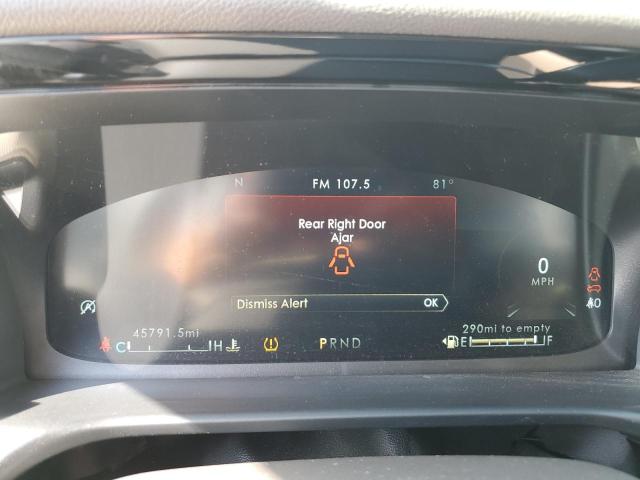 N FM 107.5 81°
Rear Right Door
Ajar
Dismiss Alert OK
0
MPH
45791.5mi
290mi to empty
C H
PRND
E F